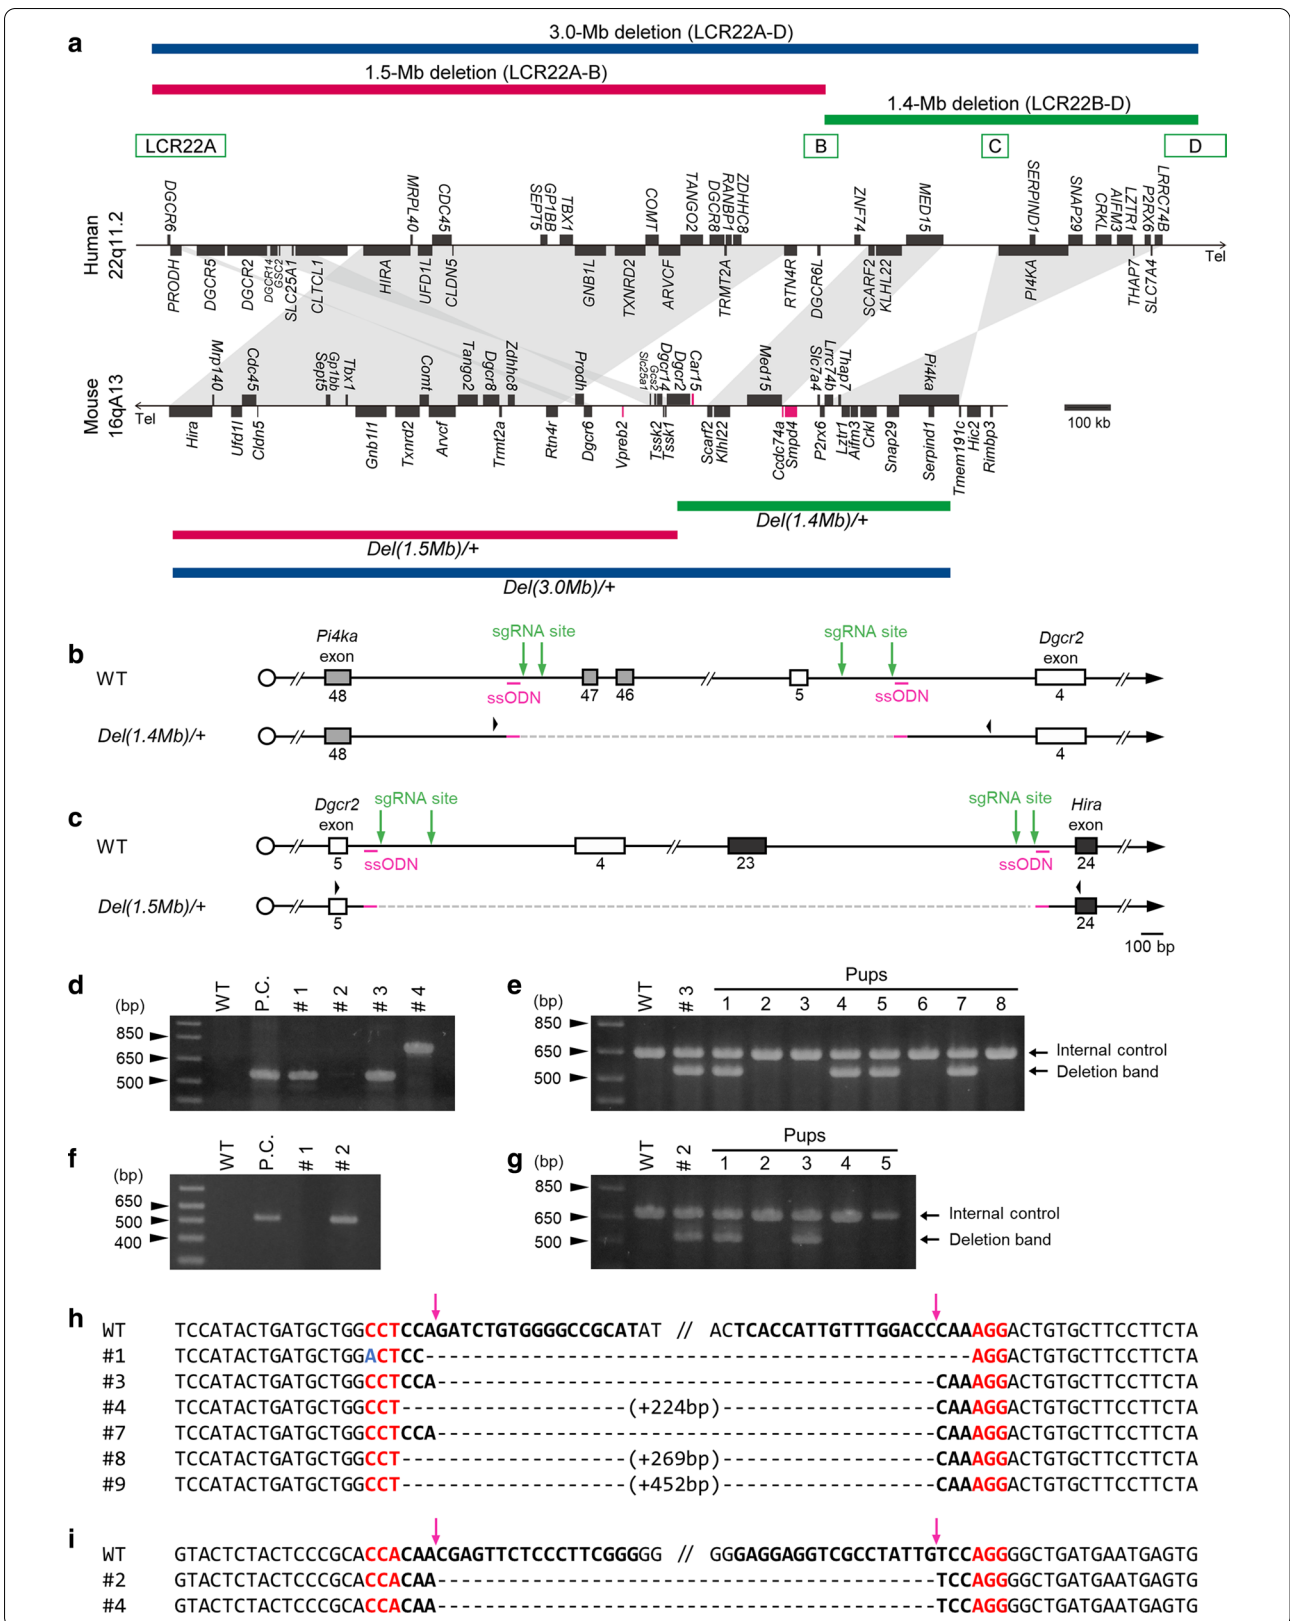 a
3.0-Mb deletion (LCR22A-D)
1.5-Mb deletion (LCR22A-B)
1.4-Mb deletion (LCR22B-D)
LCR22A B C D
Human 22q11.2
DGCR6 MRPL40 CDC45 SEPT5 GP1BB TBX1 COMT TANGO2 DGCR8 RANBP1 ZDHHC8 ZNF74 MED15 SERPIND1 SNAP29 CRKL AIFM3 LZTR1 P2RX6 LRRC74B
Tel
PRODH DGCR5 DGCR2 DGCR14 GSC2 SLC25A1 CLTCL1 HIRA UFD1L CLDN5 GNB1L TXNRD2 ARVCF TRMT2A RTN4R DGCR6L SCARF2 KLHL22 PI4KA THAP7 SLC7A4
Mouse 16qA13
Mrp140 Cdc45 Sept5 Gp1bb Tbx1 Comt Tango2 Dgcr8 Zdhhc8 Prodh Slc25a1 Gcs2 Dgcr14 Dgcr2 Car15 Med15 Slc7a4 Lrrc74b Thap7 Pi4ka
Tel
100 kb
Hira Ufd1l Cldn5 Gnb1l1 Txnrd2 Arvcf Trmt2a Rtn4r Dgcr6 Vpreb2 Tssk2 Tssk1 Scarf2 Klhl22 Ccdc74a Smpd4 P2rx6 Lztr1 Aifm3 Crkl Snap29 Serpind1 Tmem191c Hic2 Rimbp3
Del(1.4Mb)/+
Del(1.5Mb)/+
Del(3.0Mb)/+
b
Pi4ka exon
sgRNA site
sgRNA site
Dgcr2 exon
WT
48 ssODN 47 46 5 ssODN 4
Del(1.4Mb)/+
48 4
c
Dgcr2 exon
sgRNA site
sgRNA site
Hira exon
WT
5 ssODN 4 23 ssODN 24
Del(1.5Mb)/+
5 24
100 bp
d
(bp) WT P.C. #1 #2 #3 #4
850
650
500
e
Pups
(bp) WT #3 1 2 3 4 5 6 7 8
850
650 Internal control
500 Deletion band
f
(bp) WT P.C. #1 #2
650
500
400
g
Pups
(bp) WT #2 1 2 3 4 5
850
650 Internal control
500 Deletion band
h
WT TCCATACTGATGCTGGCCTCCAGATCTGTGGGGCCGCATAT // ACTCACCATTGTTTGGACCCAAAGGACTGTGCTTCCTTCTA
#1 TCCATACTGATGCTGGACTCC----------------------------------------------AGGACTGTGCTTCCTTCTA
#3 TCCATACTGATGCTGGCCTCCA------------------------------------------CAAAGGACTGTGCTTCCTTCTA
#4 TCCATACTGATGCTGGCCT-------------------(+224bp)------------------CAAAGGACTGTGCTTCCTTCTA
#7 TCCATACTGATGCTGGCCTCCA------------------------------------------CAAAGGACTGTGCTTCCTTCTA
#8 TCCATACTGATGCTGGCCT-------------------(+269bp)------------------CAAAGGACTGTGCTTCCTTCTA
#9 TCCATACTGATGCTGGCCT-------------------(+452bp)------------------CAAAGGACTGTGCTTCCTTCTA
i
WT GTACTCTACTCCCGCACCACAACGAGTTCTCCCTTCGGGGG // GGGAGGAGGTCGCCTATTGTCCAGGGGCTGATGAATGAGTG
#2 GTACTCTACTCCCGCACCACAA------------------------------------------TCCAGGGGCTGATGAATGAGTG
#4 GTACTCTACTCCCGCACCACAA------------------------------------------TCCAGGGGCTGATGAATGAGTG